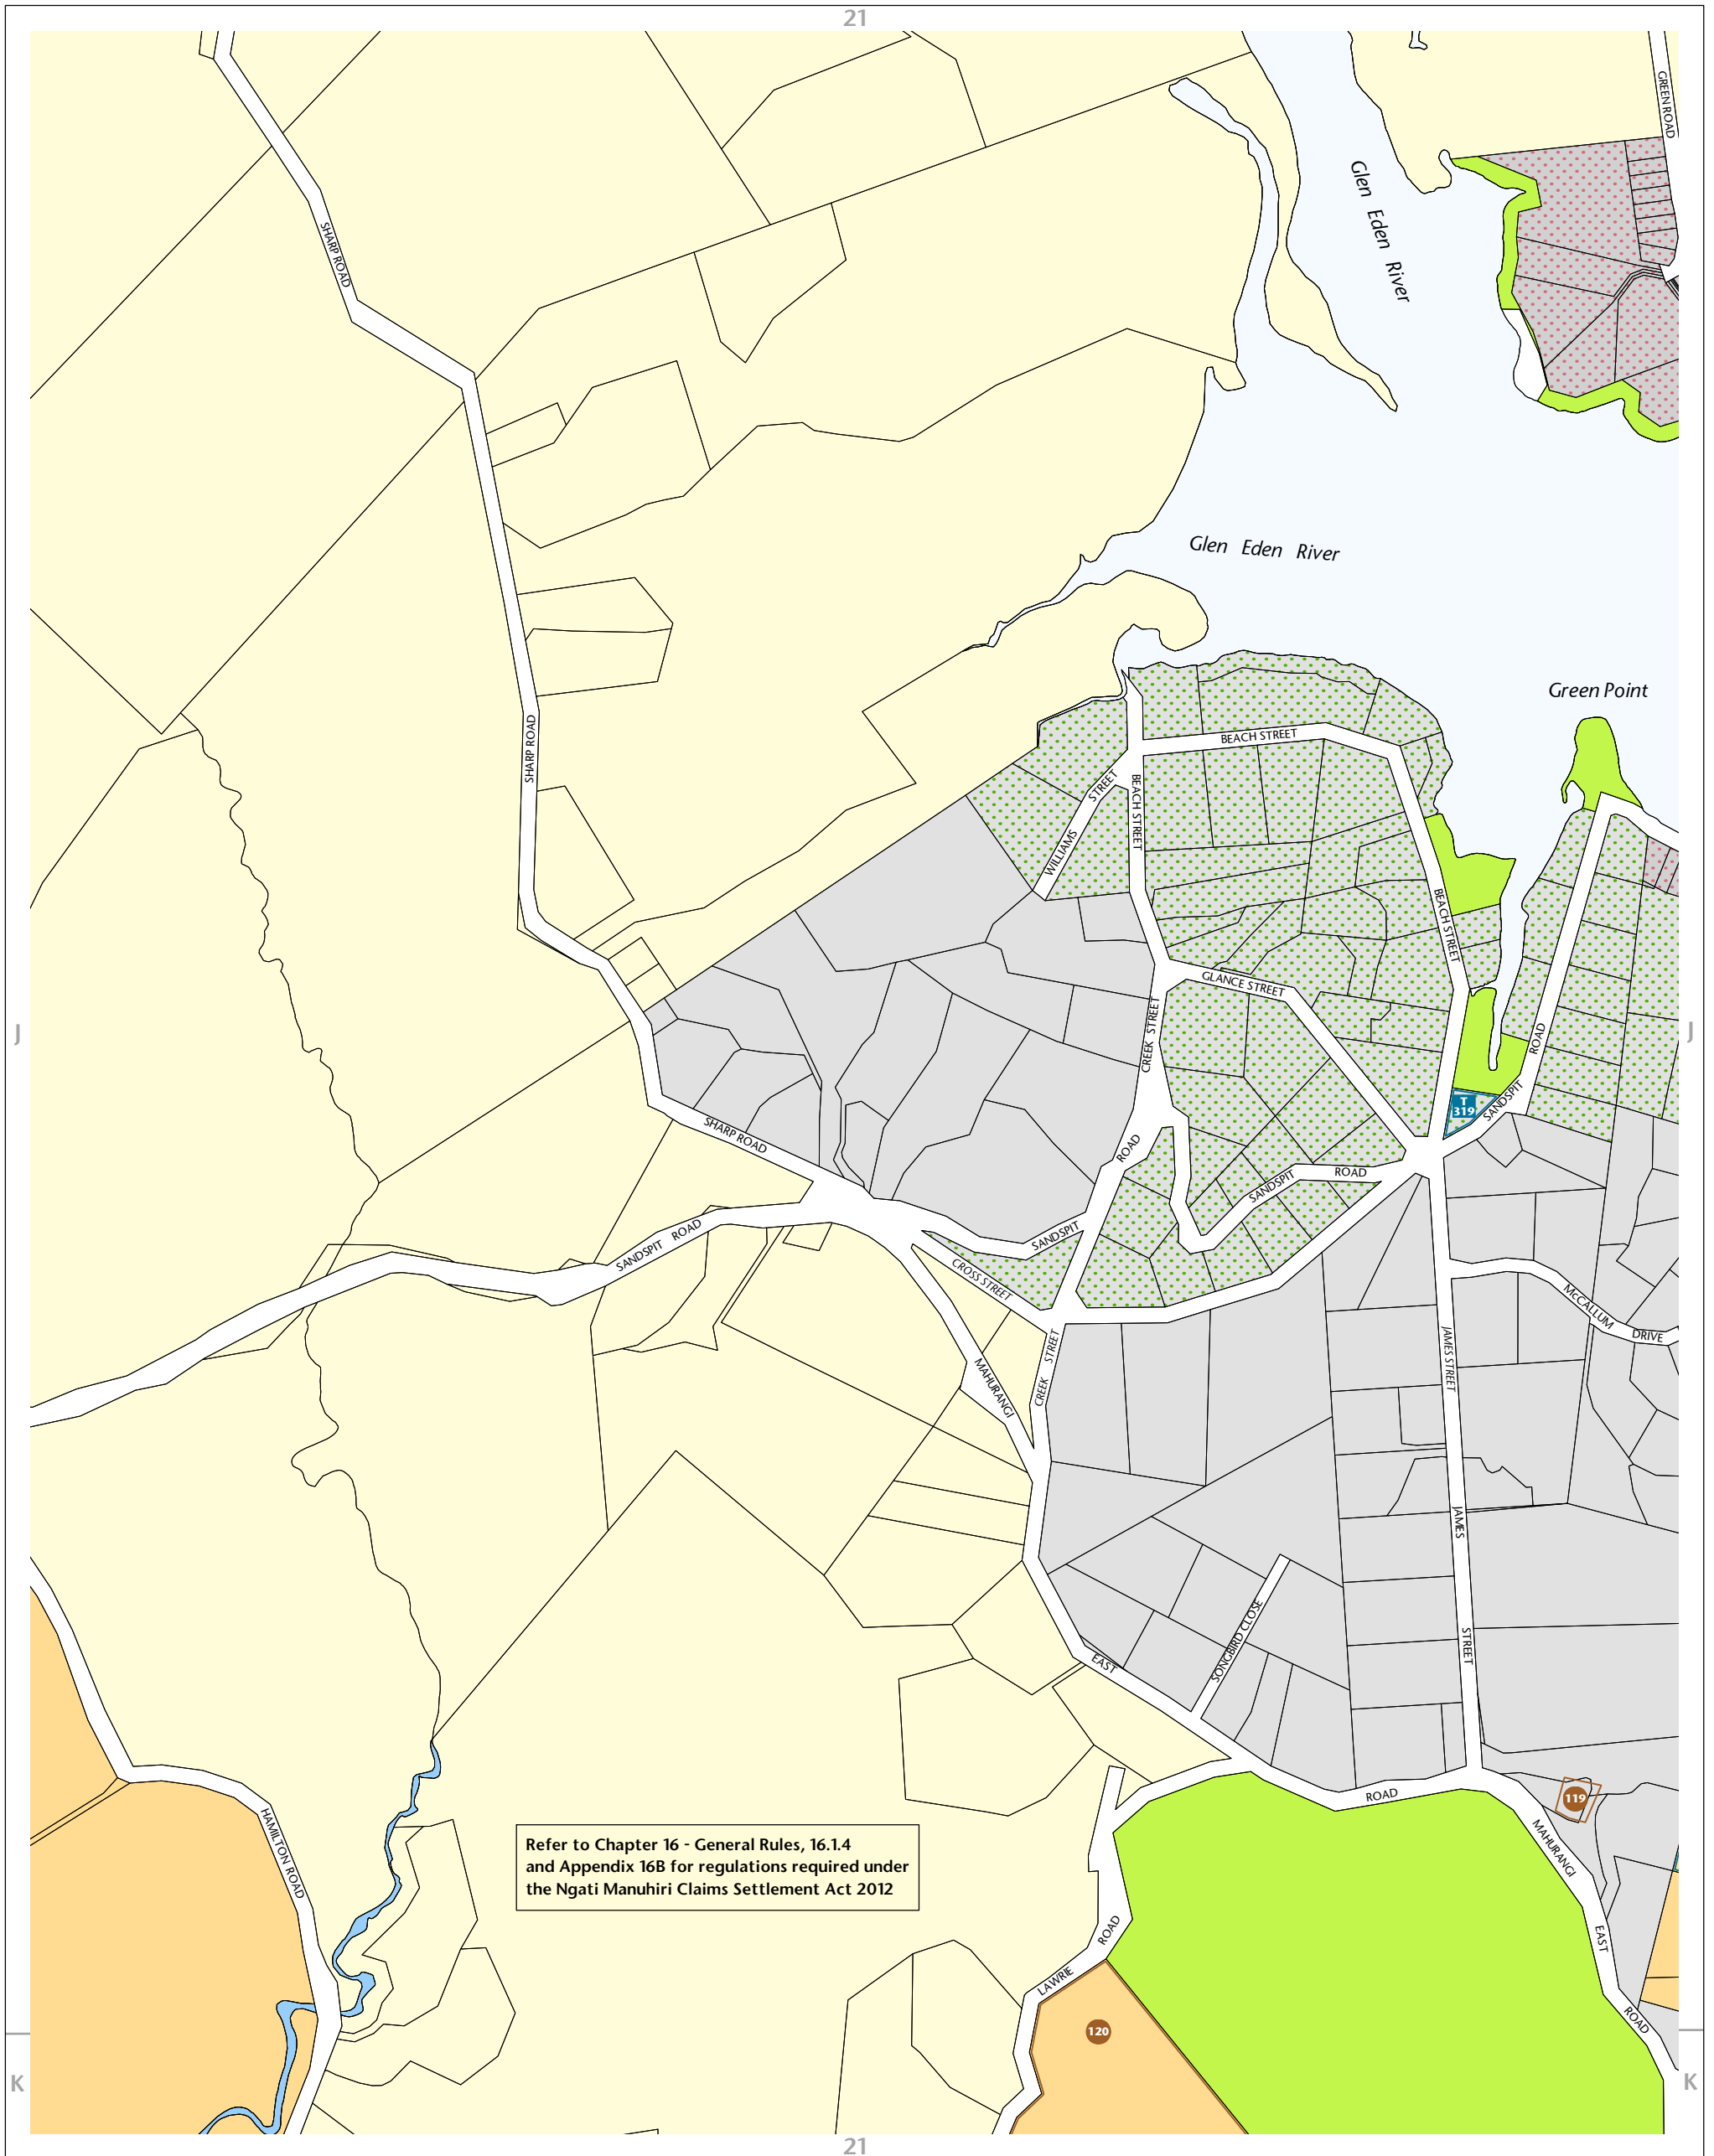 21
GREEN ROAD
SHARP ROAD
Glen Eden River
Glen Eden River
Green Point
SHARP ROAD
BEACH STREET
WILLIAMS STREET
BEACH STREET
BEACH STREET
GLANCE STREET
J
J
CREEK STREET
ROAD
T
319
SANDSPIT
SHARP ROAD
ROAD
SANDSPIT ROAD
SANDSPIT ROAD
SANDSPIT
CROSS STREET
McCALLUM DRIVE
MAHURANGI
CREEK STREET
JAMES STREET
JAMES
STREET
SONGBIRD CLOSE
EAST
ROAD
119
MAHURANGI
HAMILTON ROAD
Refer to Chapter 16 - General Rules, 16.1.4
and Appendix 16B for regulations required under
the Ngati Manuhiri Claims Settlement Act 2012
EAST
ROAD
LAWRIE
ROAD
120
K
K
21